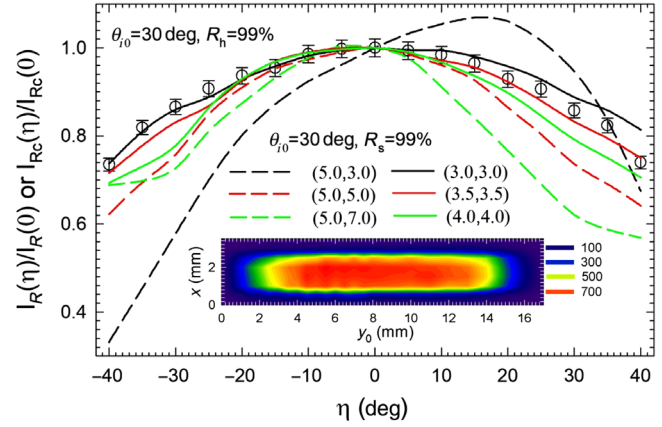 θi0=30 deg, Rh=99%
θi0=30 deg, Rs=99%
(5.0,3.0) (3.0,3.0)
(5.0,5.0) (3.5,3.5)
(5.0,7.0) (4.0,4.0)
IR(η)/IR(0) or IRc(η)/IRc(0)
1.0
0.8
0.6
0.4
x (mm)
2
0
100
300
500
700
0 2 4 6 8 10 12 14 16
y0 (mm)
−40 −30 −20 −10 0 10 20 30 40
η (deg)